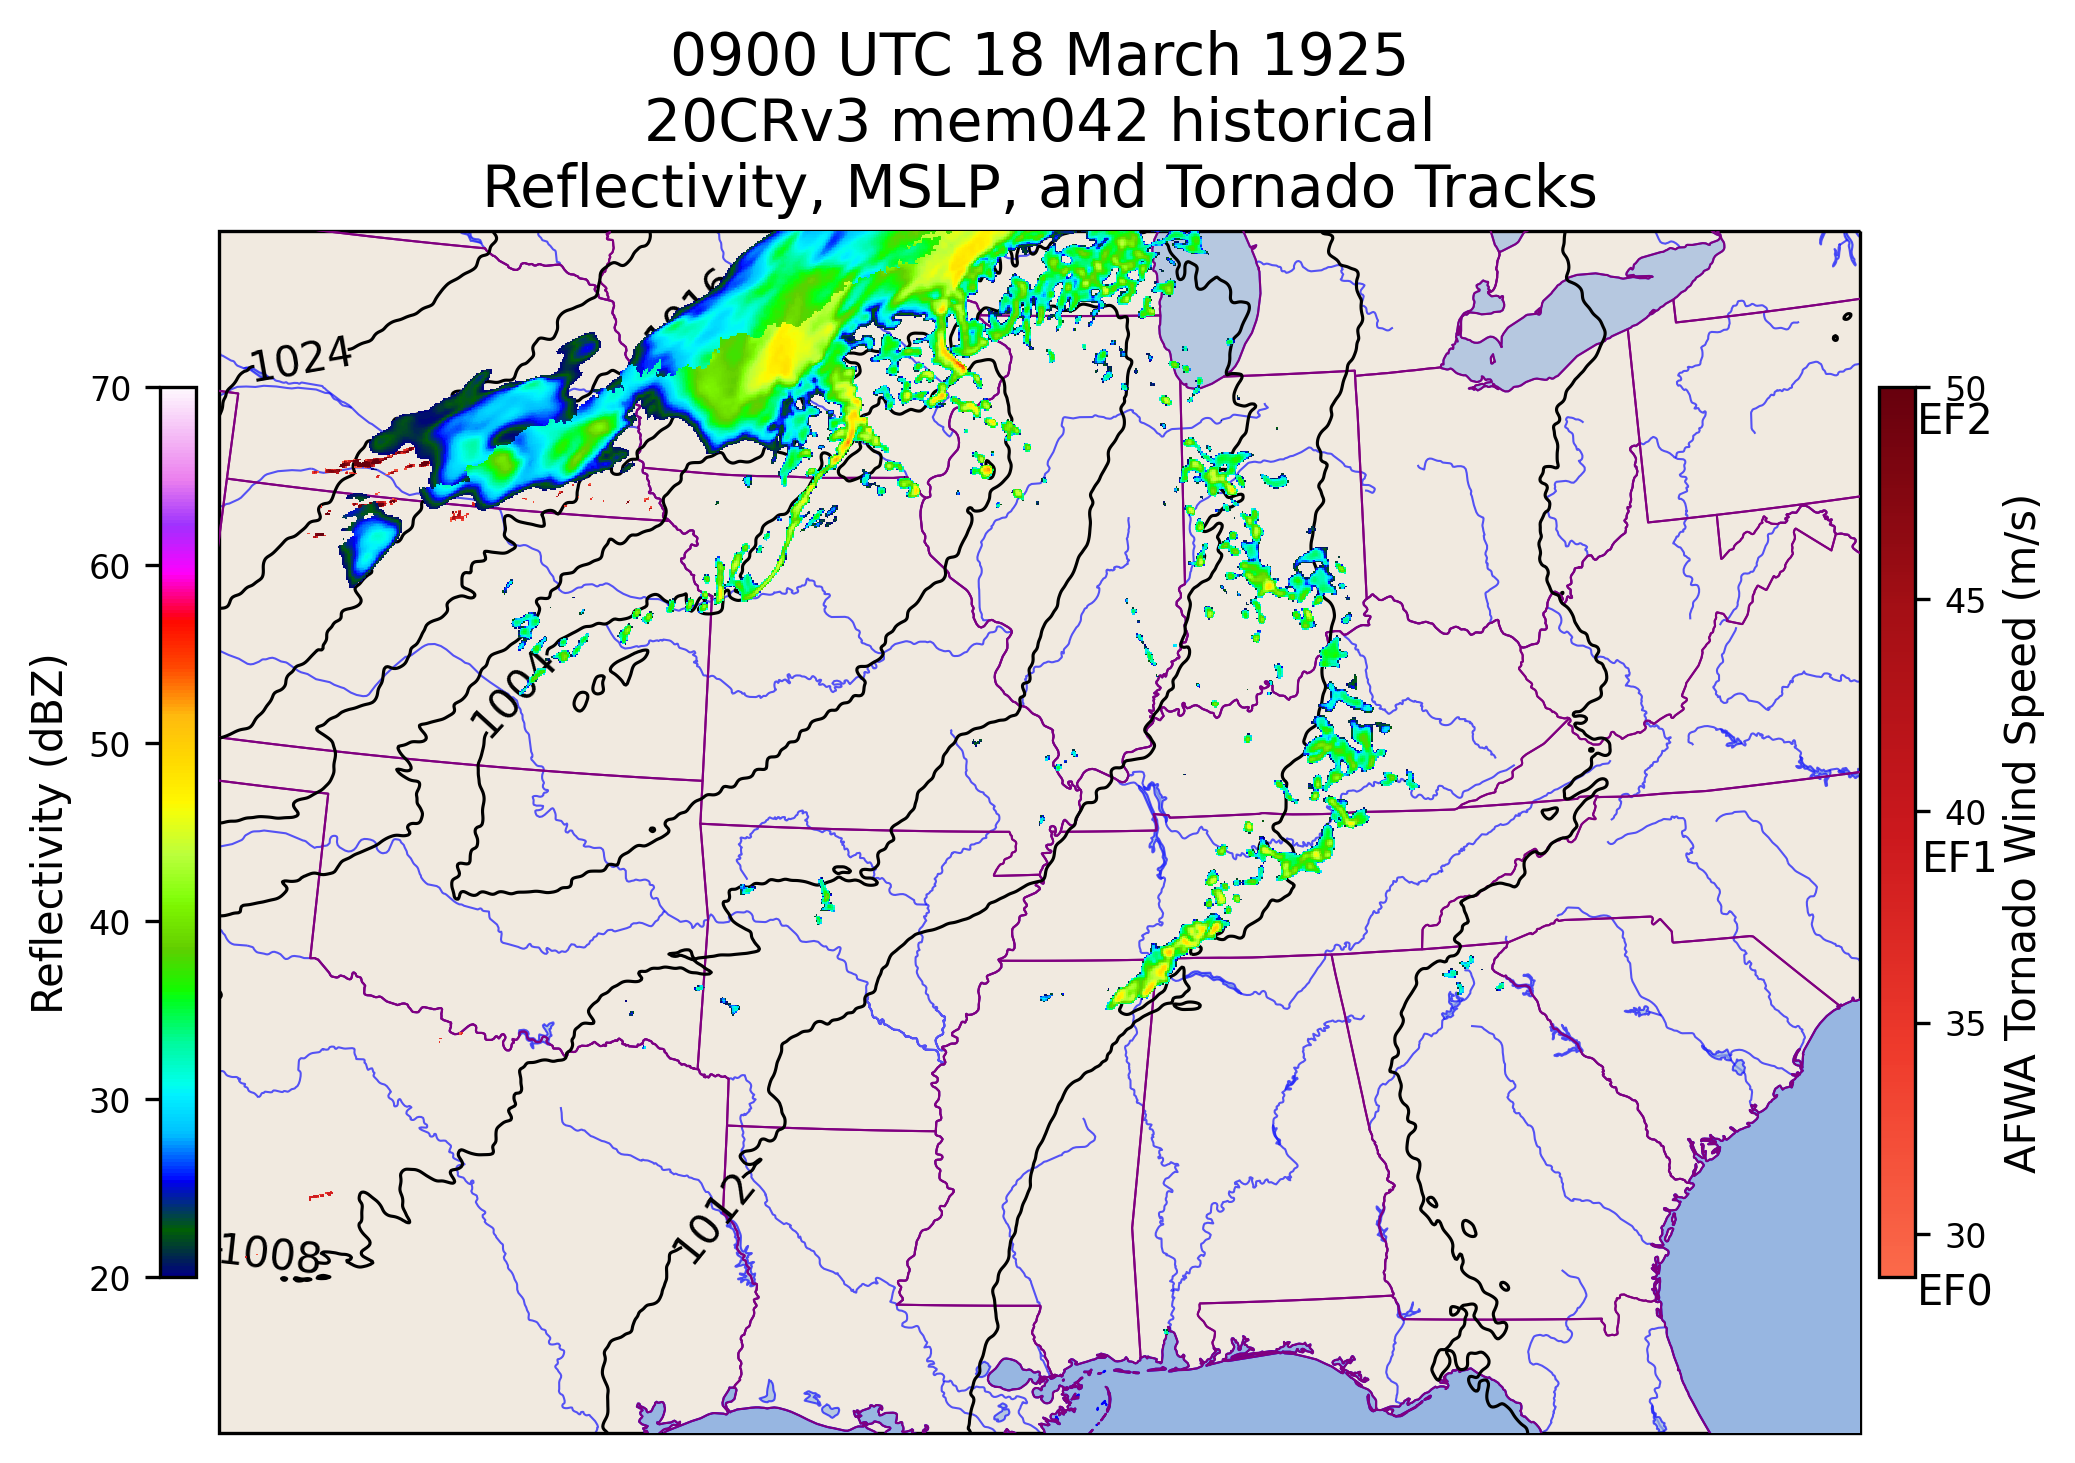 0900 UTC 18 March 1925
20CRv3 mem042 historical
Reflectivity, MSLP, and Tornado Tracks
1016
1024
1004
1012
1008
70
60
50
40
30
20
Reflectivity (dBZ)
50
EF2
45
40
EF1
35
30
EF0
AFWA Tornado Wind Speed (m/s)